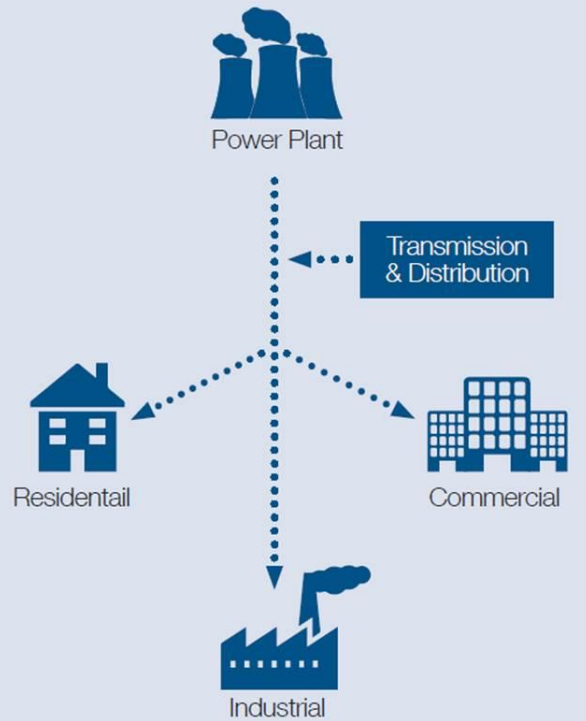 Power Plant
Transmission
& Distribution
Residentail
Commercial
Industrial